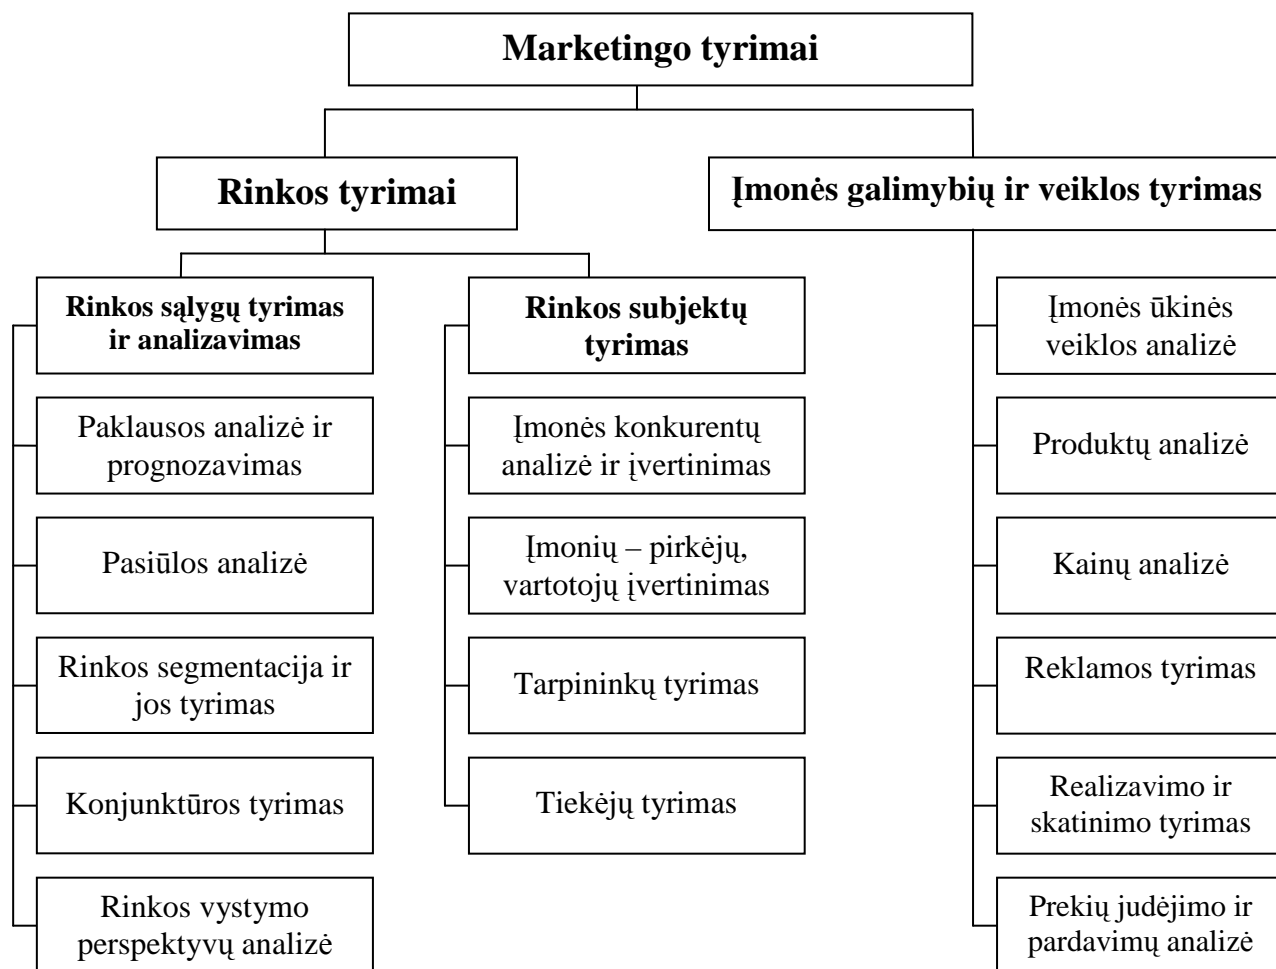 Marketingo tyrimai
Rinkos tyrimai
Įmonės galimybių ir veiklos tyrimas
Rinkos sąlygų tyrimas
ir analizavimas
Paklausos analizė ir
prognozavimas
Pasiūlos analizė
Rinkos segmentacija ir
jos tyrimas
Konjunktūros tyrimas
Rinkos vystymo
perspektyvų analizė
Rinkos subjektų
tyrimas
Įmonės konkurentų
analizė ir įvertinimas
Įmonių – pirkėjų,
vartotojų įvertinimas
Tarpininkų tyrimas
Tiekėjų tyrimas
Įmonės ūkinės
veiklos analizė
Produktų analizė
Kainų analizė
Reklamos tyrimas
Realizavimo ir
skatinimo tyrimas
Prekių judėjimo ir
pardavimų analizė